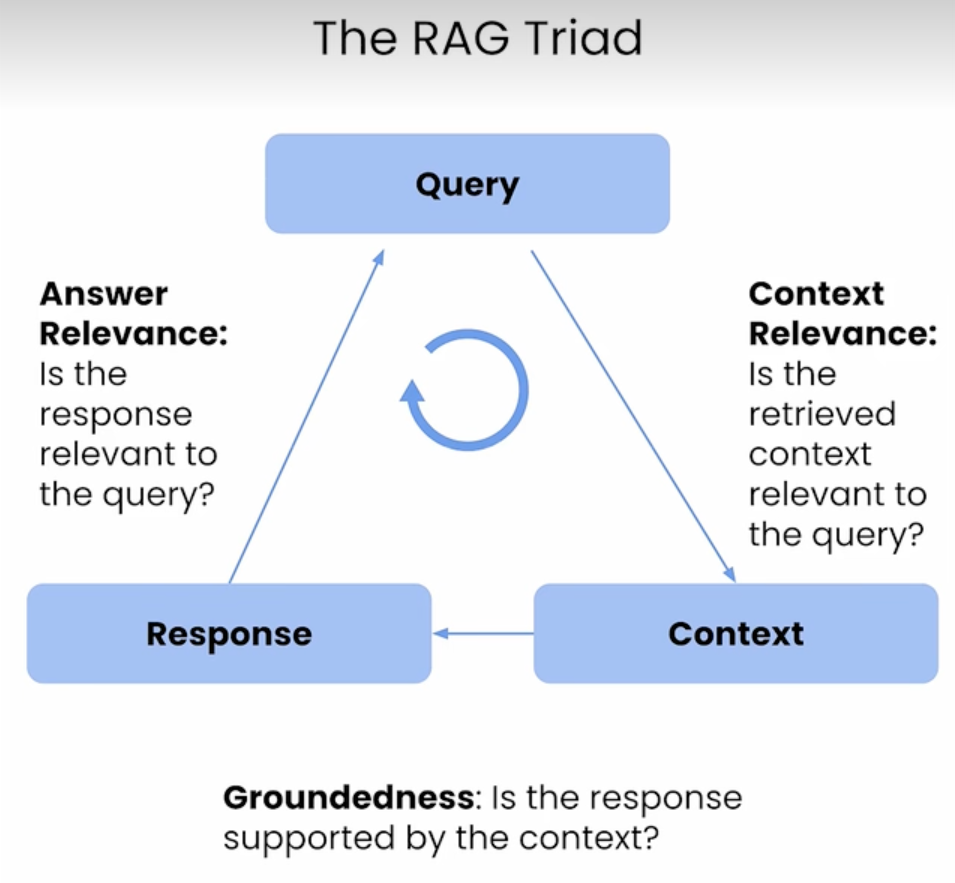 The RAG Triad
Query
Answer
Relevance:
Is the
response
relevant to
the query?
Context
Relevance:
Is the
retrieved
context
relevant to
the query?
Response
Context
Groundedness: Is the response
supported by the context?